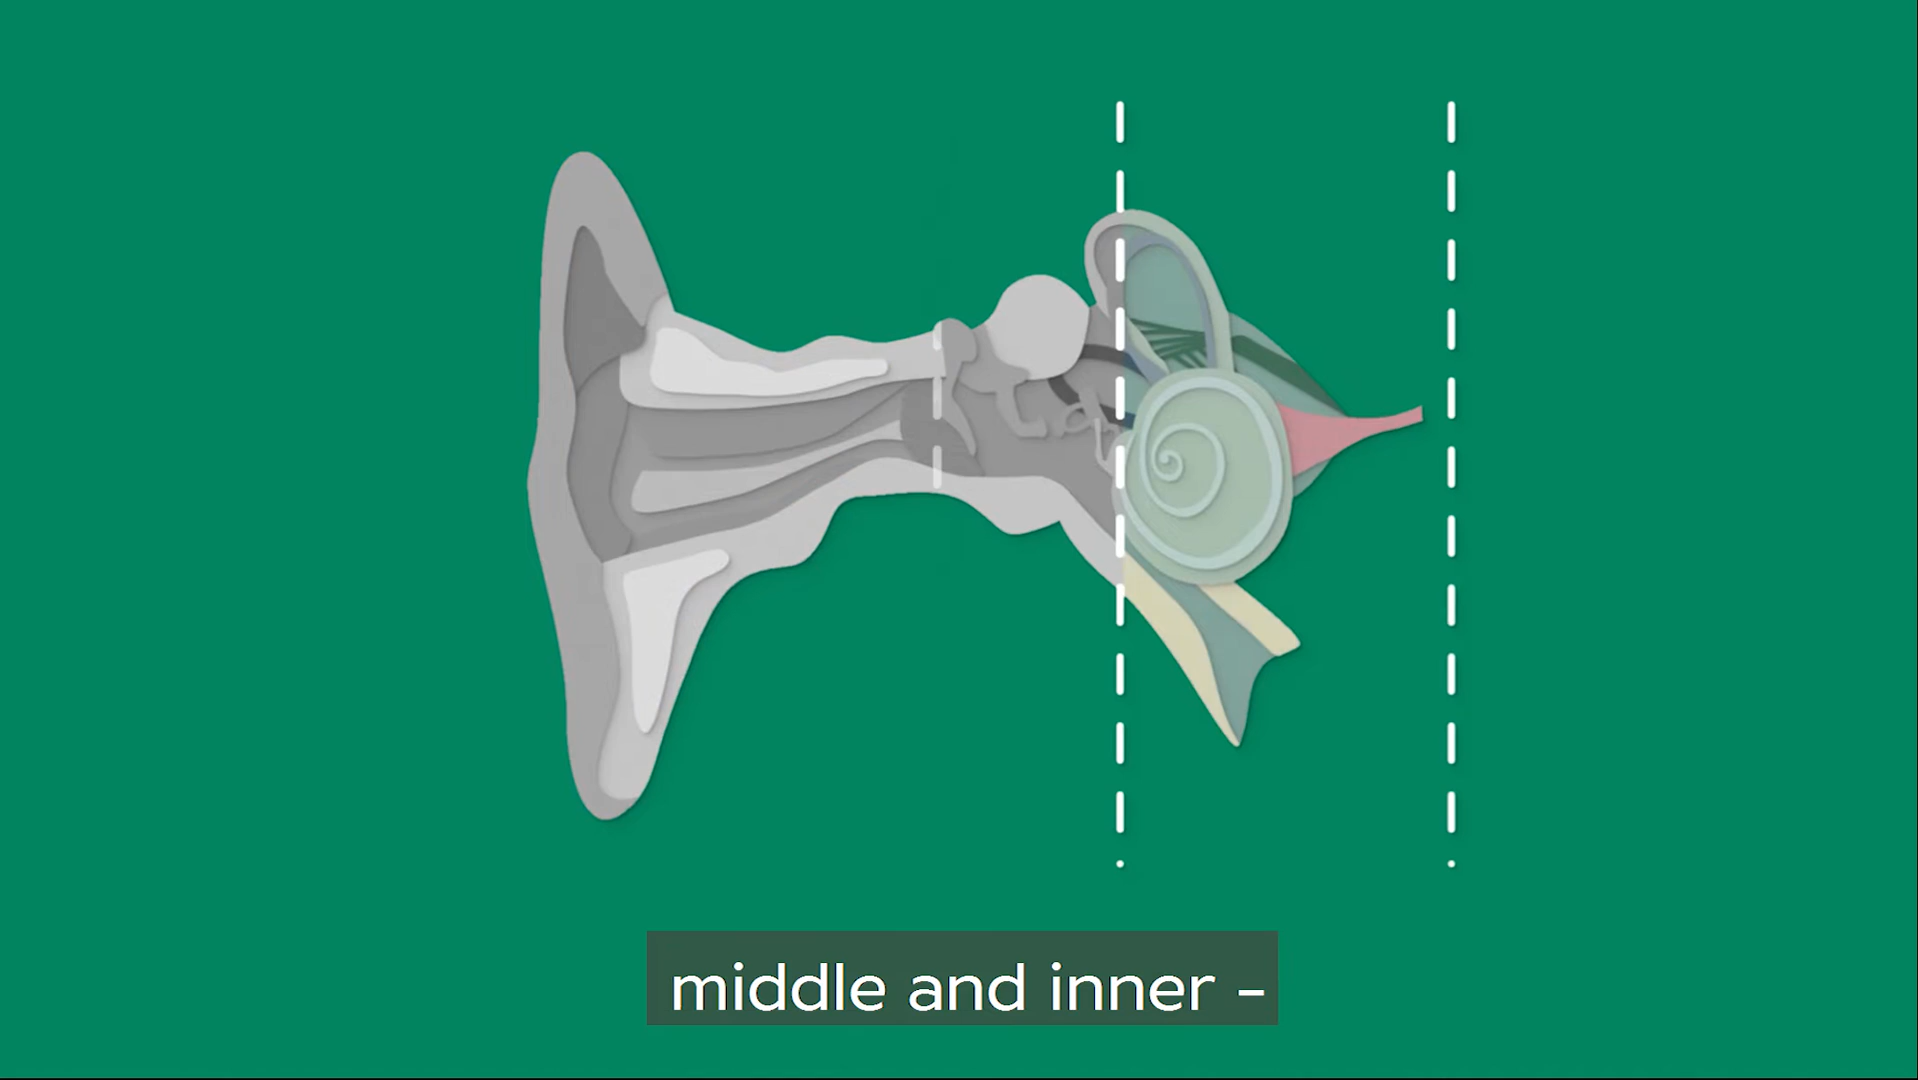 middle and inner –